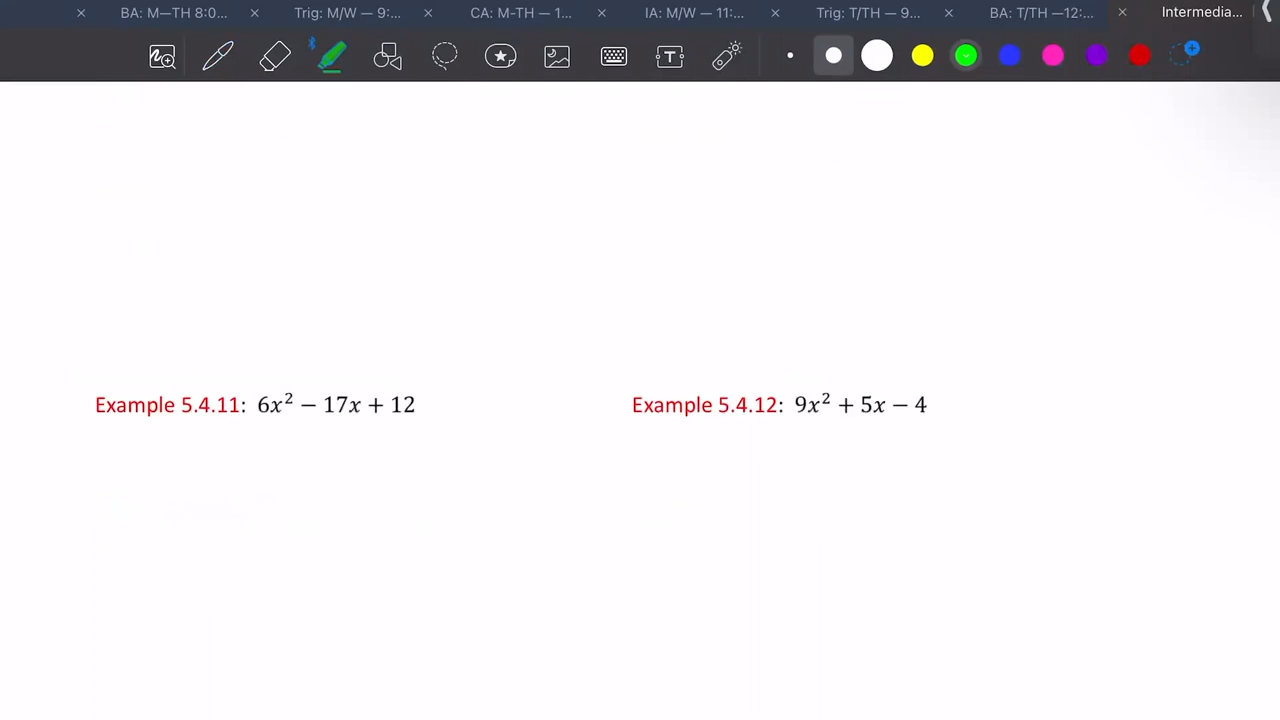 BA: M—TH 8:0... Trig: M/W — 9:... CA: M-TH — 1... IA: M/W — 11:... Trig: T/TH — 9... BA: T/TH —12:... Intermedia...
T
Example 5.4.11: 6x² − 17x + 12 Example 5.4.12: 9x² + 5x − 4